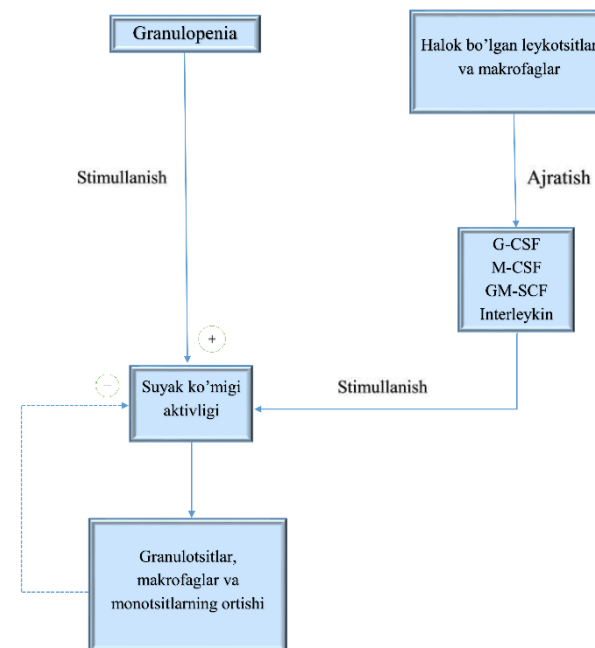 Granulopenia
Halok bo’lgan leykotsitlar
va makrofaglar
Stimullanish
Ajratish
G-CSF
M-CSF
GM-SCF
Interleykin
+
−
Suyak ko’migi
aktivligi
Stimullanish
Granulotsitlar,
makrofaglar va
monotsitlarning ortishi